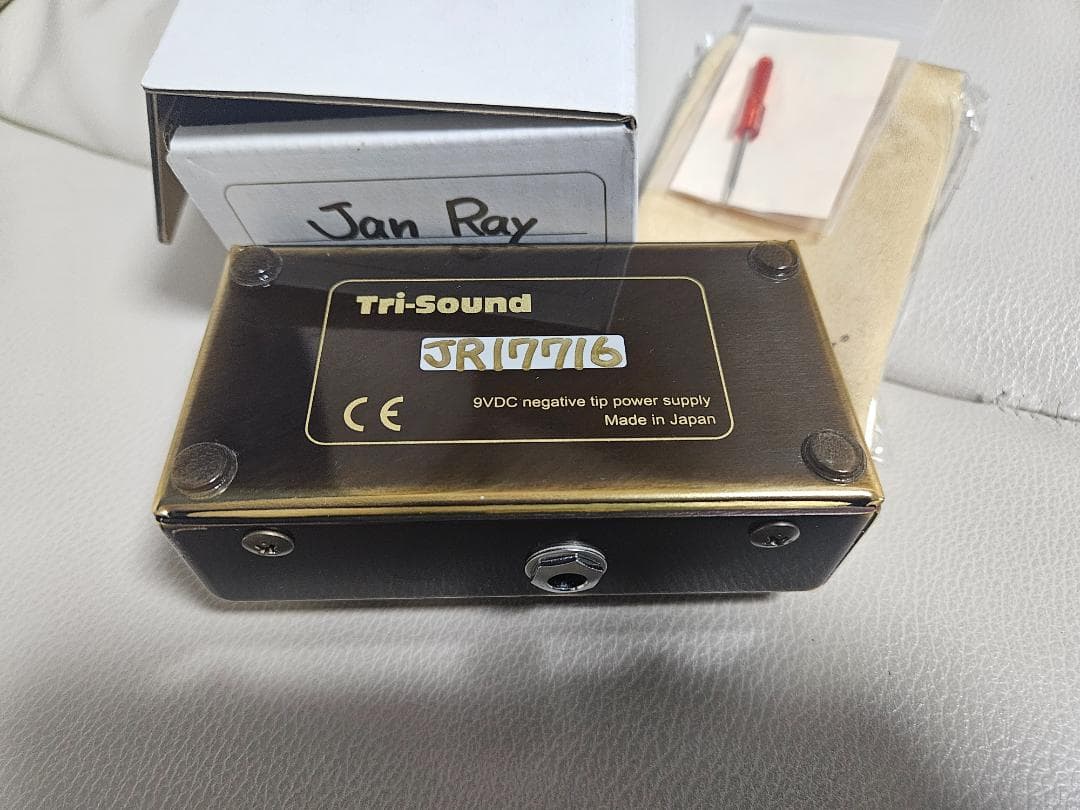 Jan Ray
Tri-Sound
JR17716
CE
9VDC negative tip power supply
Made in Japan